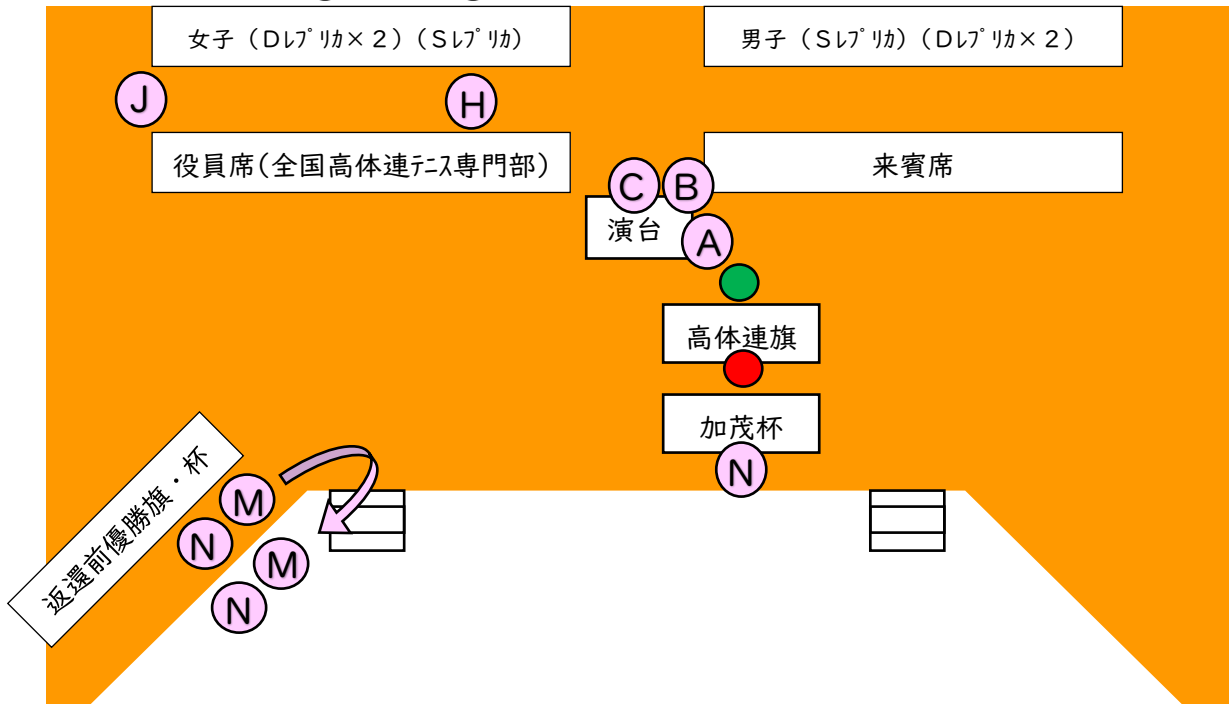 女子（Dﾚﾌﾟﾘｶ×２）（Sﾚﾌﾟﾘｶ）
男子（Sﾚﾌﾟﾘｶ）（Dﾚﾌﾟﾘｶ×２）
J
H
役員席(全国高体連ﾃﾆｽ専門部)
来賓席
C
B
演台
A
高体連旗
加茂杯
N
返還前優勝旗・杯
M
N
M
N